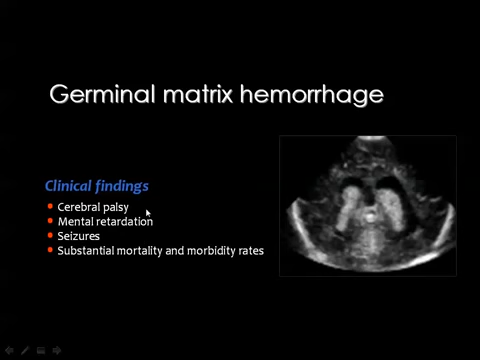 Germinal matrix hemorrhage
Clinical findings
Cerebral palsy
Mental retardation
Seizures
Substantial mortality and morbidity rates